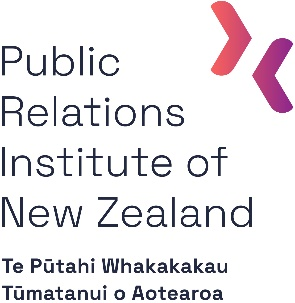 Public
Relations
Institute of
New Zealand
Te Pūtahi Whakakakau
Tūmatanui o Aotearoa